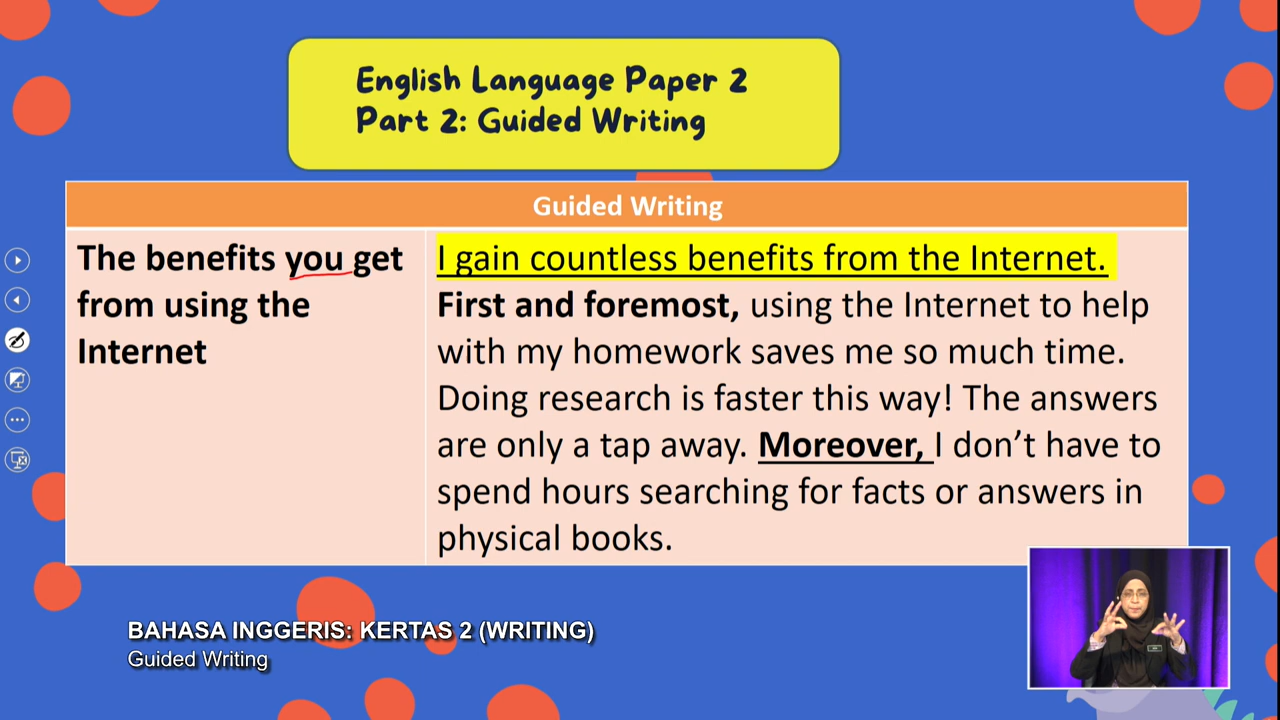 English Language Paper 2
Part 2: Guided Writing
Guided Writing
The benefits you get
from using the
Internet
I gain countless benefits from the Internet.
First and foremost, using the Internet to help
with my homework saves me so much time.
Doing research is faster this way! The answers
are only a tap away. Moreover, I don’t have to
spend hours searching for facts or answers in
physical books.
BAHASA INGGERIS: KERTAS 2 (WRITING)
Guided Writing